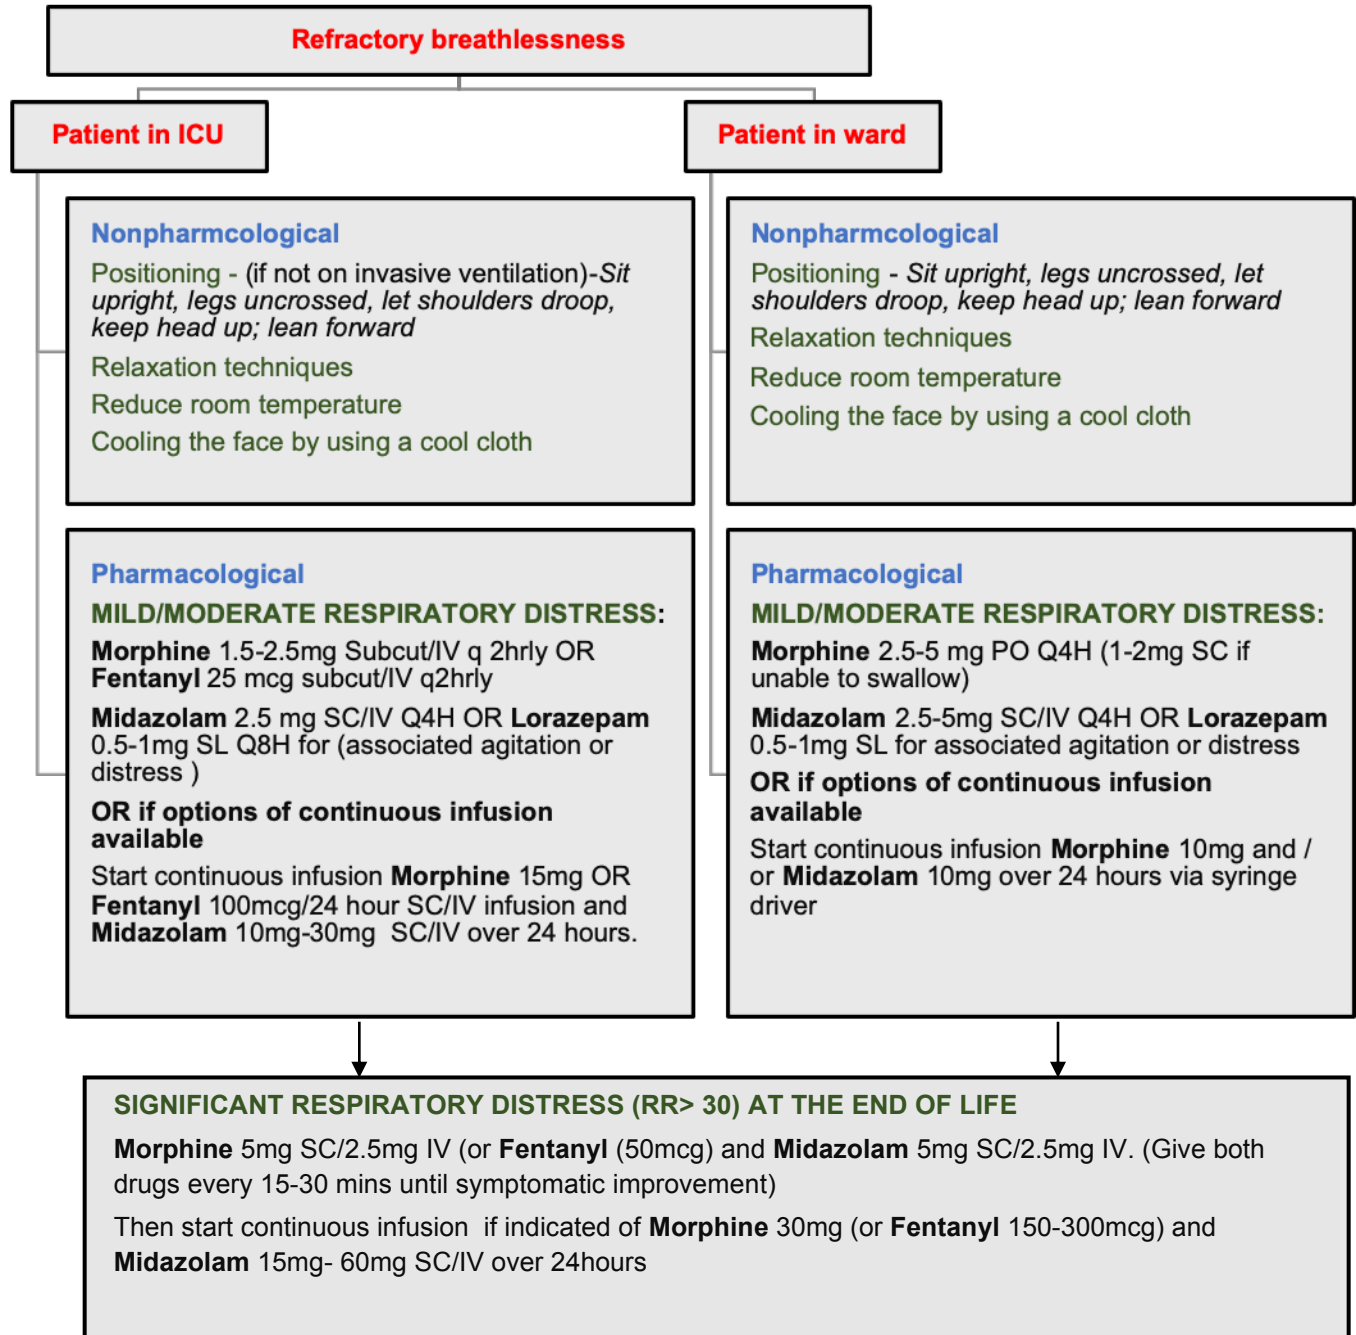 Refractory breathlessness
Patient in ICU
Patient in ward
Nonpharmcological
Positioning - (if not on invasive ventilation)-Sit
upright, legs uncrossed, let shoulders droop,
keep head up; lean forward
Relaxation techniques
Reduce room temperature
Cooling the face by using a cool cloth
Nonpharmcological
Positioning - Sit upright, legs uncrossed, let
shoulders droop, keep head up; lean forward
Relaxation techniques
Reduce room temperature
Cooling the face by using a cool cloth
Pharmacological
MILD/MODERATE RESPIRATORY DISTRESS:
Morphine 1.5-2.5mg Subcut/IV q 2hrly OR
Fentanyl 25 mcg subcut/IV q2hrly
Midazolam 2.5 mg SC/IV Q4H OR Lorazepam
0.5-1mg SL Q8H for (associated agitation or
distress )
OR if options of continuous infusion
available
Start continuous infusion Morphine 15mg OR
Fentanyl 100mcg/24 hour SC/IV infusion and
Midazolam 10mg-30mg SC/IV over 24 hours.
Pharmacological
MILD/MODERATE RESPIRATORY DISTRESS:
Morphine 2.5-5 mg PO Q4H (1-2mg SC if
unable to swallow)
Midazolam 2.5-5mg SC/IV Q4H OR Lorazepam
0.5-1mg SL for associated agitation or distress
OR if options of continuous infusion
available
Start continuous infusion Morphine 10mg and /
or Midazolam 10mg over 24 hours via syringe
driver
SIGNIFICANT RESPIRATORY DISTRESS (RR> 30) AT THE END OF LIFE
Morphine 5mg SC/2.5mg IV (or Fentanyl (50mcg) and Midazolam 5mg SC/2.5mg IV. (Give both
drugs every 15-30 mins until symptomatic improvement)
Then start continuous infusion if indicated of Morphine 30mg (or Fentanyl 150-300mcg) and
Midazolam 15mg- 60mg SC/IV over 24hours